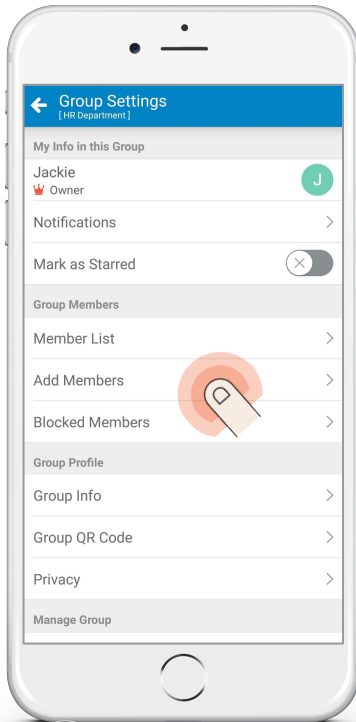 Group Settings
[ HR Department ]
My Info in this Group
Jackie
J
Owner
Notifications
Mark as Starred
Group Members
Member List
Add Members
Blocked Members
Group Profile
Group Info
Group QR Code
Privacy
Manage Group